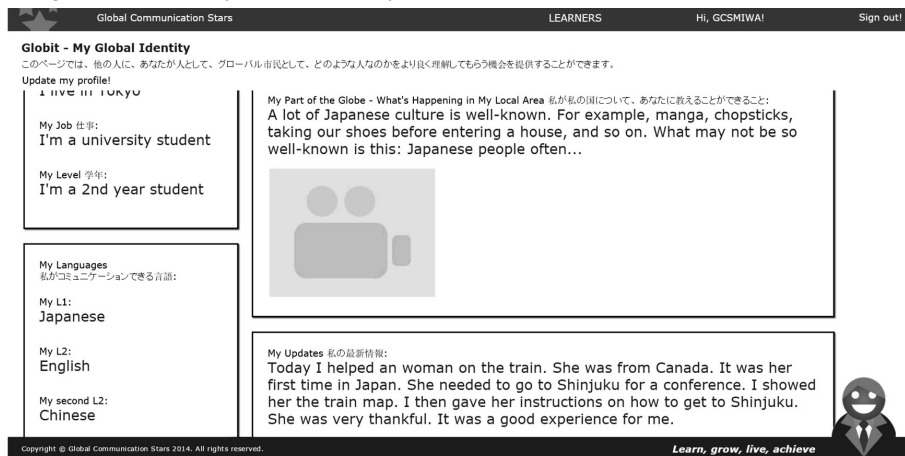 Global Communication Stars
LEARNERS
Hi, GCSMIWA!
Sign out!
Globit - My Global Identity
このページでは、他の人に、あなたが人として、グローバル市民として、どのような人なのかをより良く理解してもらう機会を提供することができます。
Update my profile!
I live in Tokyo
My Job 仕事:
I'm a university student
My Level 学年:
I'm a 2nd year student
My Languages
私がコミュニケーションできる言語:
My L1:
Japanese
My L2:
English
My second L2:
Chinese
My Part of the Globe - What's Happening in My Local Area 私が私の国について、あなたに教えることができること:
A lot of Japanese culture is well-known. For example, manga, chopsticks,
taking our shoes before entering a house, and so on. What may not be so
well-known is this: Japanese people often...
My Updates 私の最新情報:
Today I helped an woman on the train. She was from Canada. It was her
first time in Japan. She needed to go to Shinjuku for a conference. I showed
her the train map. I then gave her instructions on how to get to Shinjuku.
She was very thankful. It was a good experience for me.
Copyright © Global Communication Stars 2014. All rights reserved.
Learn, grow, live, achieve